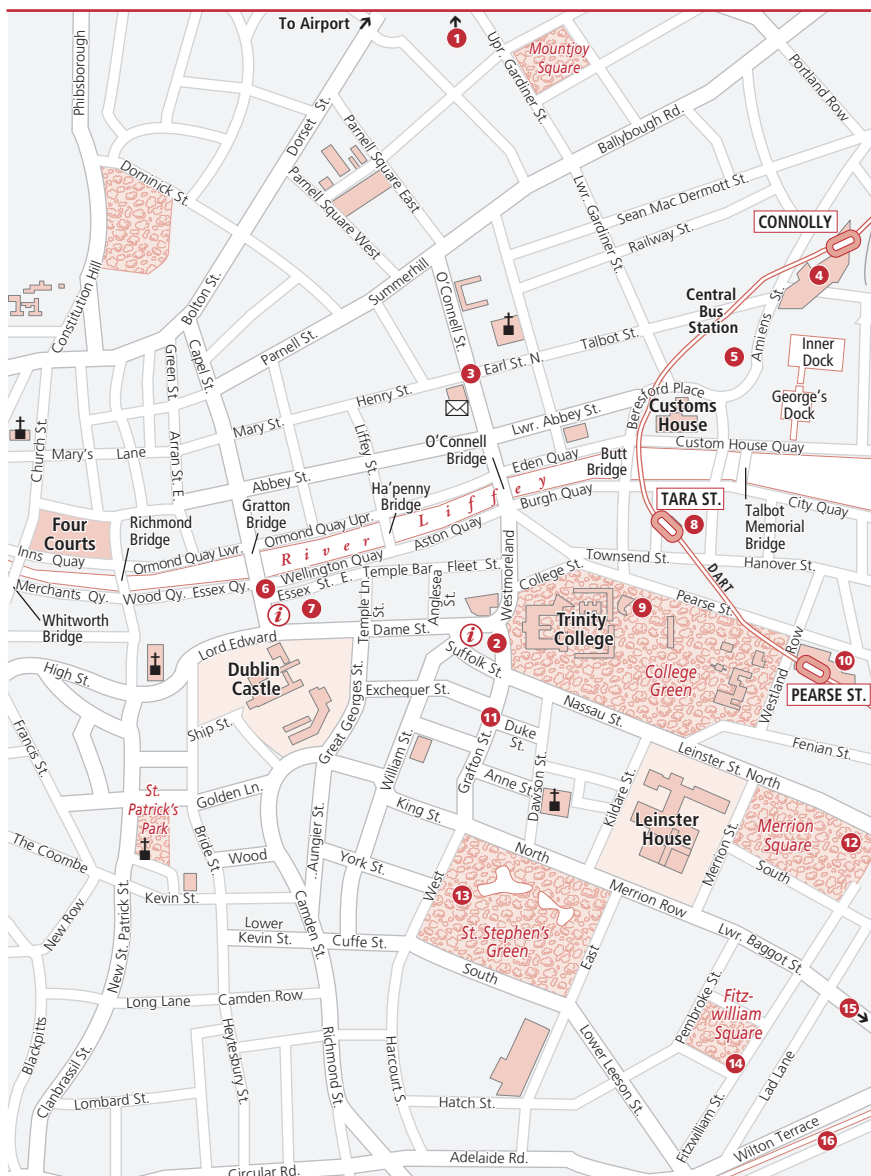 To Airport
1
Phibsborough
Upr. Gardiner St.
Mountjoy
Square
Portland Row
Dorset St.
Parnell Square East
Ballybough Rd.
Dominick St.
Parnell Square West
Lwr. Gardiner St.
Sean Mac Dermott St.
Railway St.
CONNOLLY
4
Constitution Hill
Bolton St.
Summerhill
O'Connell St.
Central
Bus
Station
Amiens St.
Parnell St.
Talbot St.
Inner
Dock
5
Green St.
Capel St.
3
Earl St. N.
Henry St.
Beresford Place
George's
Dock
Customs
House
Mary St.
Lwr. Abbey St.
Church St.
Mary's Lane
Arran St. E.
Liffey St.
O'Connell
Bridge
Custom House Quay
Abbey St.
Eden Quay
Butt
Bridge
Ha'penny
Bridge
Burgh Quay
TARA ST.
City Quay
Four
Courts
Richmond
Bridge
Gratton
Bridge
Ormond Quay Upr.
River Liffey
Aston Quay
8
Talbot
Memorial
Bridge
Inns Quay
Ormond Quay Lwr.
Wellington Quay
Townsend St.
Hanover St.
Merchants Qy.
Wood Qy.
Essex Qy.
6
Essex St. E.
Temple Bar
Fleet St.
Westmoreland
College St.
DART
Pearse St.
Whitworth
Bridge
i
7
Temple Ln. St.
Anglesea
St.
9
Trinity
College
Lord Edward
Dame St.
i
2
Westland Row
10
High St.
Dublin
Castle
Suffolk St.
College
Green
PEARSE ST.
Exchequer St.
Ship St.
Great Georges St.
11
Duke
St.
Nassau St.
Fenian St.
Francis St.
William St.
Grafton St.
Dawson St.
Leinster St. North
Anne St.
Kildare St.
St.
Patrick's
Park
Golden Ln.
King St.
Leinster
House
Merrion St.
Merrion
Square
12
The Coombe
Bride St.
Wood
..Aungier St.
York St.
West
North
South
Kevin St.
13
Merrion Row
New Row
New St. Patrick St.
Lower
Kevin St.
Camden St.
Cuffe St.
St. Stephen's
Green
East
Lwr. Baggot St.
South
Long Lane
Camden Row
Pembroke St.
Fitz-
william
Square
15
Blackpitts
Clanbrassil St.
Heytesbury St.
Richmond St.
Harcourt S.
Lower Leeson St.
14
Lad Lane
Lombard St.
Hatch St.
Fitzwilliam St.
Wilton Terrace
16
Adelaide Rd.
Circular Rd.